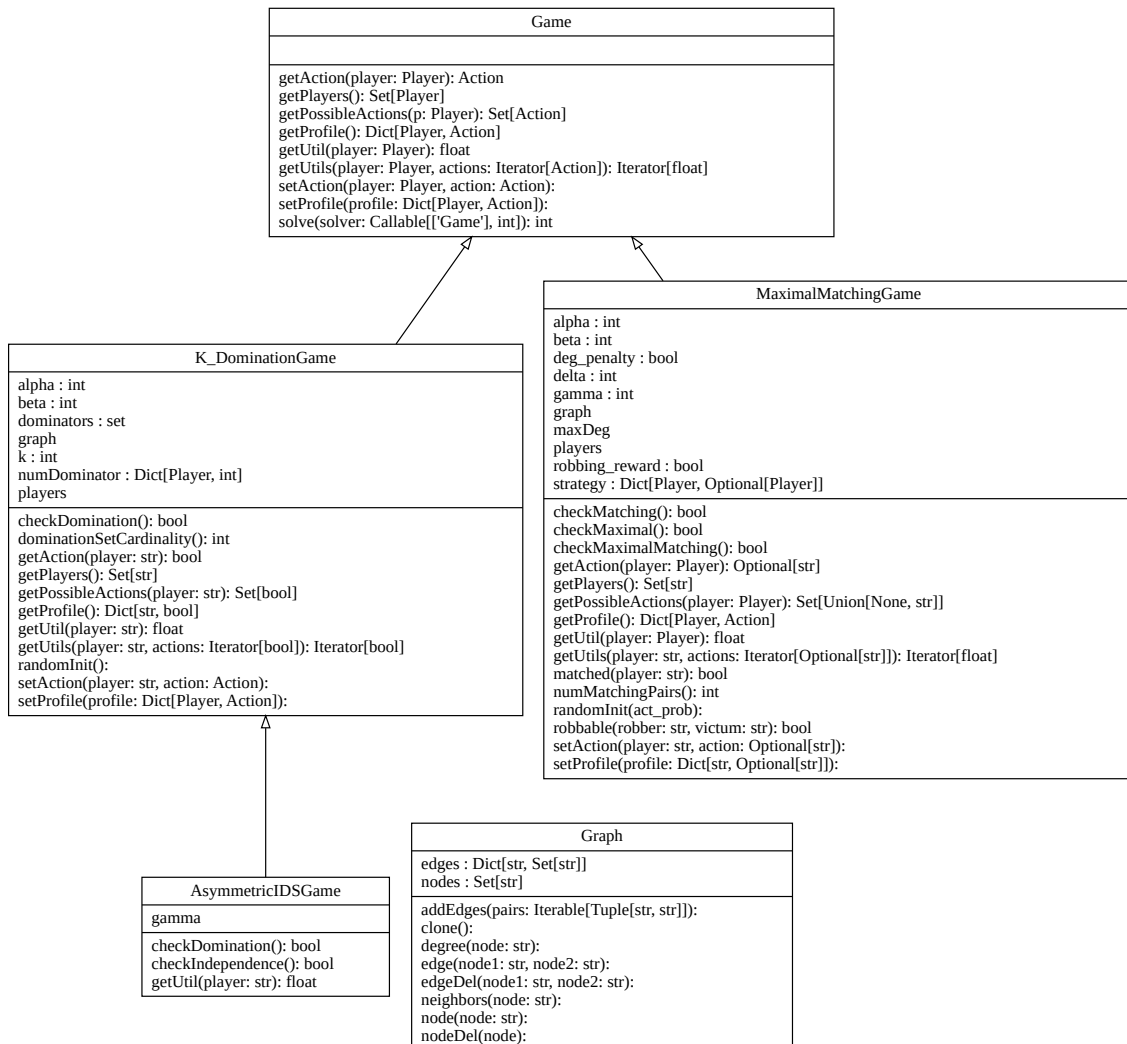 Game
getAction(player: Player): Action
getPlayers(): Set[Player]
getPossibleActions(p: Player): Set[Action]
getProfile(): Dict[Player, Action]
getUtil(player: Player): float
getUtils(player: Player, actions: Iterator[Action]): Iterator[float]
setAction(player: Player, action: Action):
setProfile(profile: Dict[Player, Action]):
solve(solver: Callable[['Game'], int]): int
K_DominationGame
alpha : int
beta : int
dominators : set
graph
k : int
numDominator : Dict[Player, int]
players
checkDomination(): bool
dominationSetCardinality(): int
getAction(player: str): bool
getPlayers(): Set[str]
getPossibleActions(player: str): Set[bool]
getProfile(): Dict[str, bool]
getUtil(player: str): float
getUtils(player: str, actions: Iterator[bool]): Iterator[bool]
randomInit():
setAction(player: str, action: Action):
setProfile(profile: Dict[Player, Action]):
MaximalMatchingGame
alpha : int
beta : int
deg_penalty : bool
delta : int
gamma : int
graph
maxDeg
players
robbing_reward : bool
strategy : Dict[Player, Optional[Player]]
checkMatching(): bool
checkMaximal(): bool
checkMaximalMatching(): bool
getAction(player: Player): Optional[str]
getPlayers(): Set[str]
getPossibleActions(player: Player): Set[Union[None, str]]
getProfile(): Dict[Player, Action]
getUtil(player: Player): float
getUtils(player: str, actions: Iterator[Optional[str]]): Iterator[float]
matched(player: str): bool
numMatchingPairs(): int
randomInit(act_prob):
robbable(robber: str, victum: str): bool
setAction(player: str, action: Optional[str]):
setProfile(profile: Dict[str, Optional[str]]):
AsymmetricIDSGame
gamma
checkDomination(): bool
checkIndependence(): bool
getUtil(player: str): float
Graph
edges : Dict[str, Set[str]]
nodes : Set[str]
addEdges(pairs: Iterable[Tuple[str, str]]):
clone():
degree(node: str):
edge(node1: str, node2: str):
edgeDel(node1: str, node2: str):
neighbors(node: str):
node(node: str):
nodeDel(node):